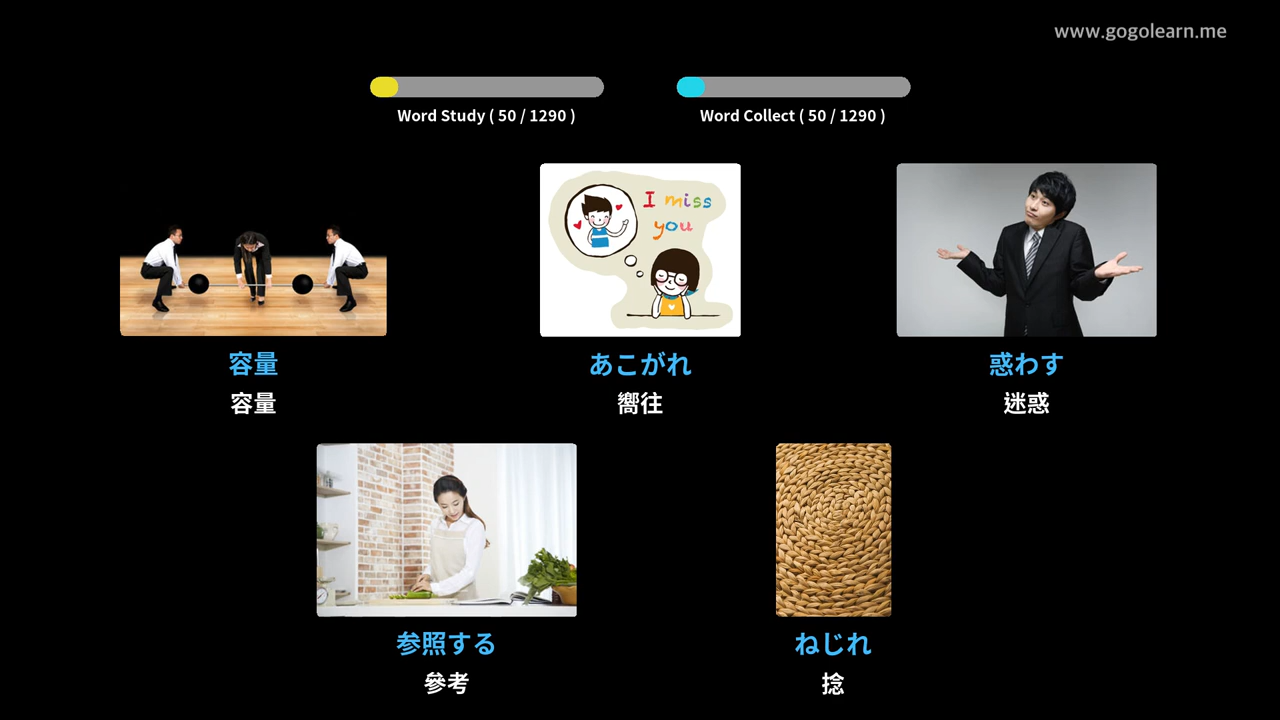 www.gogolearn.me
Word Study ( 50 / 1290 )
Word Collect ( 50 / 1290 )
I miss
you
容量
容量
あこがれ
嚮往
惑わす
迷惑
参照する
參考
ねじれ
捻